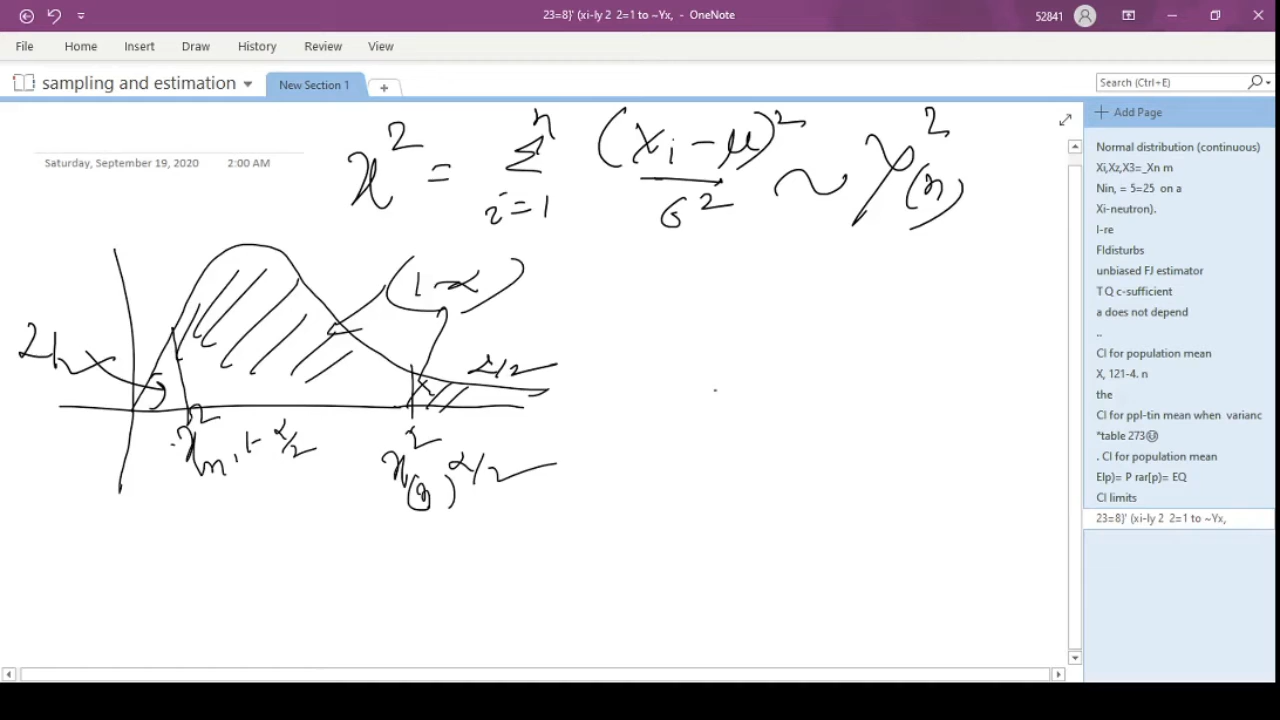 23=8)' (xi-ly 2 2=1 to ~Yx, - OneNote
52841
File Home Insert Draw History Review View
sampling and estimation
New Section 1
+
Search (Ctrl+E)
Add Page
Saturday, September 19, 2020 2:00 AM
χ² = Σ_{i=1}^{n} (Xi − μ)² / σ² ~ χ²(n)
(1-α)
α/2
α/2
χ²n, 1-α/2
χ²(n) α/2
Normal distribution (continuous)
Xi,Xz,X3=_Xn m
Nin, = 5=25 on a
Xi-neutron).
I-re
FIdisturbs
unbiased FJ estimator
T Q c-sufficient
a does not depend
..
CI for population mean
X, 121-4. n
the
CI for ppl-tin mean when varianc
*table 273☺
. CI for population mean
Elp)= P rar[p)= EQ
CI limits
23=8)' (xi-ly 2 2=1 to ~Yx,